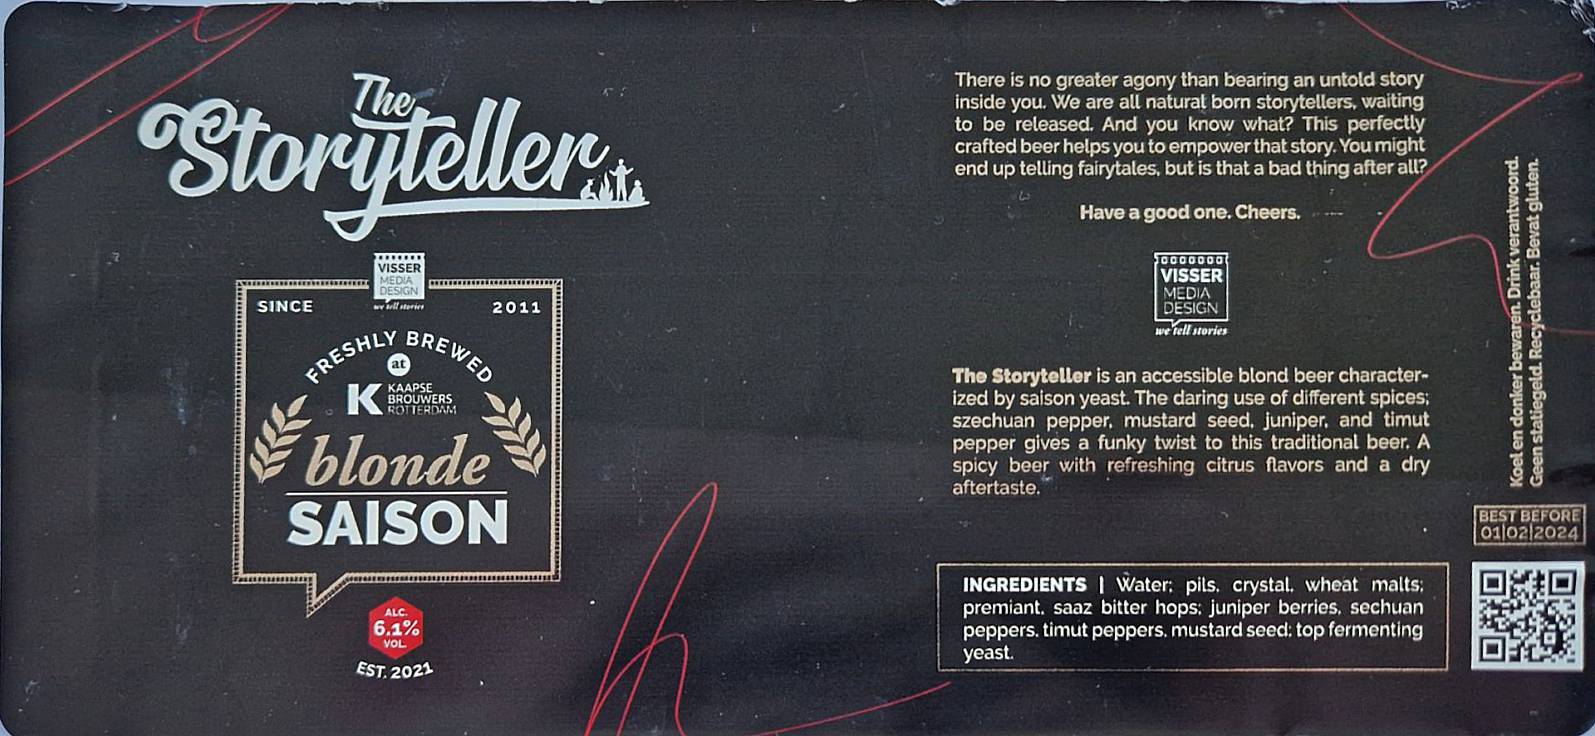 The
Storyteller
VISSER
MEDIA
DESIGN
we tell stories
SINCE 2011
FRESHLY BREWED
at
K KAAPSE
BROUWERS
ROTTERDAM
blonde
SAISON
ALC.
6.1%
VOL.
EST. 2021
There is no greater agony than bearing an untold story
inside you. We are all natural born storytellers, waiting
to be released. And you know what? This perfectly
crafted beer helps you to empower that story. You might
end up telling fairytales, but is that a bad thing after all?
Have a good one. Cheers.
VISSER
MEDIA
DESIGN
we tell stories
The Storyteller is an accessible blond beer character-
ized by saison yeast. The daring use of different spices;
szechuan pepper, mustard seed, juniper, and timut
pepper gives a funky twist to this traditional beer. A
spicy beer with refreshing citrus flavors and a dry
aftertaste.
INGREDIENTS | Water; pils, crystal, wheat malts;
premiant, saaz bitter hops; juniper berries, sechuan
peppers, timut peppers, mustard seed; top fermenting
yeast.
Koel en donker bewaren. Drink verantwoord.
Geen statiegeld. Recyclebaar. Bevat gluten.
BEST BEFORE
01|02|2024